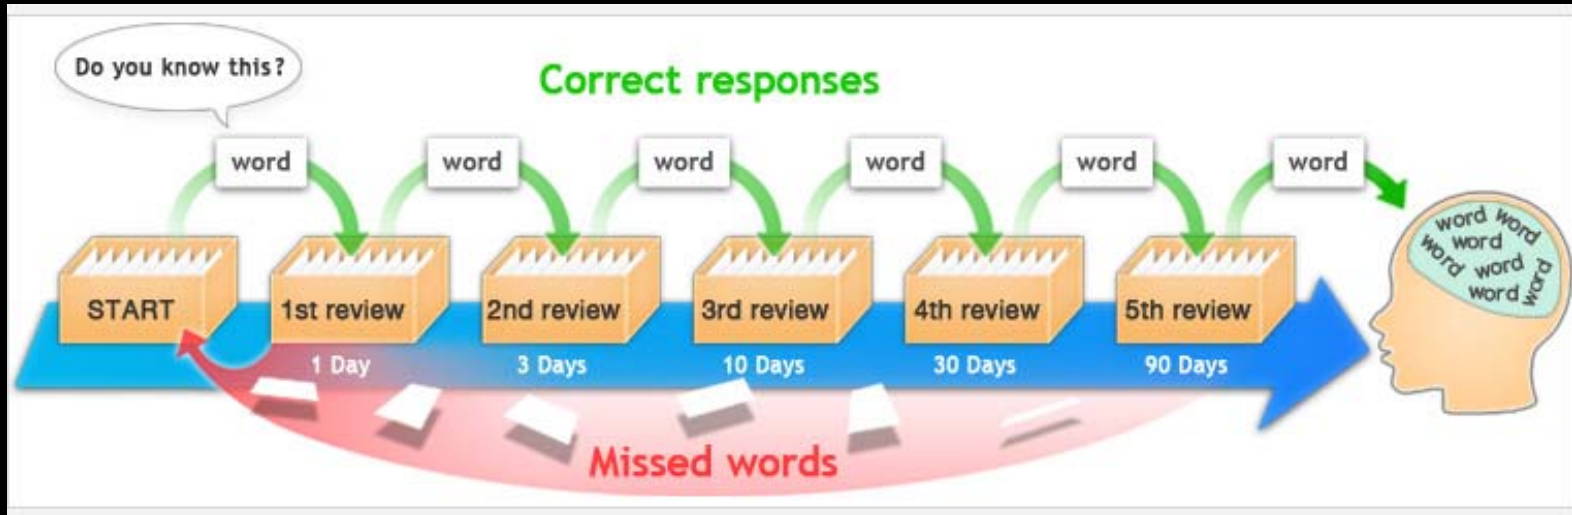 Do you know this?
Correct responses
word
word
word
word
word
word
START
1st review
2nd review
3rd review
4th review
5th review
1 Day
3 Days
10 Days
30 Days
90 Days
Missed words
word word
word
word word
word word